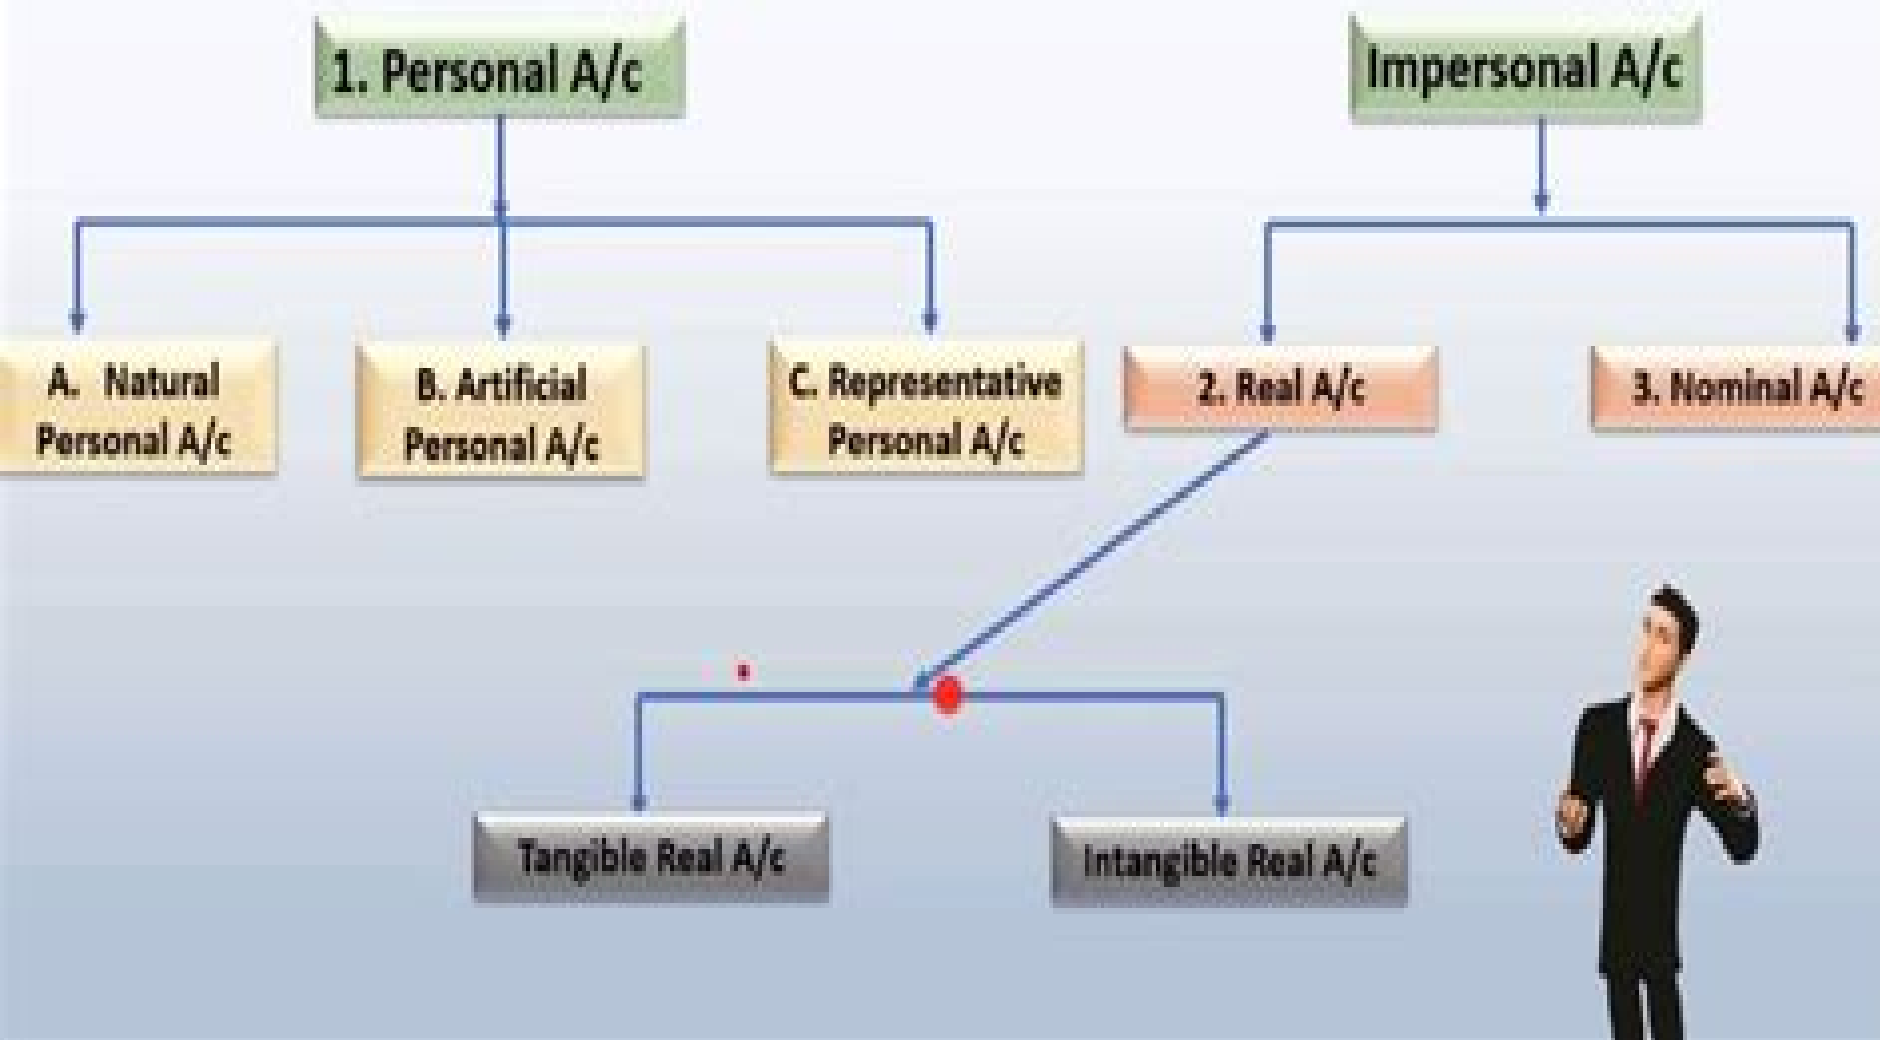 1. Personal A/c
Impersonal A/c
A. Natural
Personal A/c
B. Artificial
Personal A/c
C. Representative
Personal A/c
2. Real A/c
3. Nominal A/c
Tangible Real A/c
Intangible Real A/c